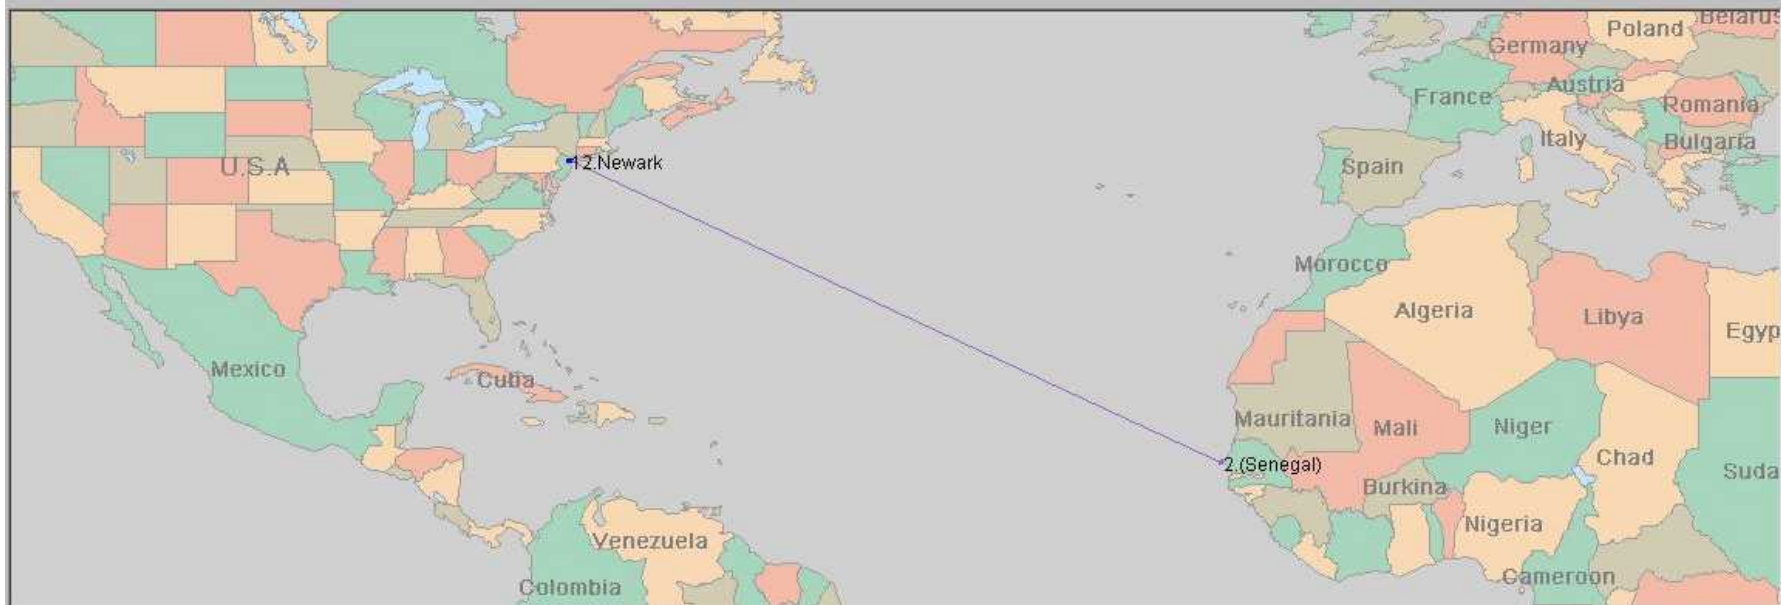 Poland
Belarus
Germany
Austria
France
Romania
Italy
Bulgaria
12.Newark
U.S.A
Spain
Morocco
Algeria
Libya
Egyp
Mexico
Cuba
Mauritania
Mali
Niger
Chad
2.(Senegal)
Suda
Burkina
Nigeria
Venezuela
Colombia
Cameroon